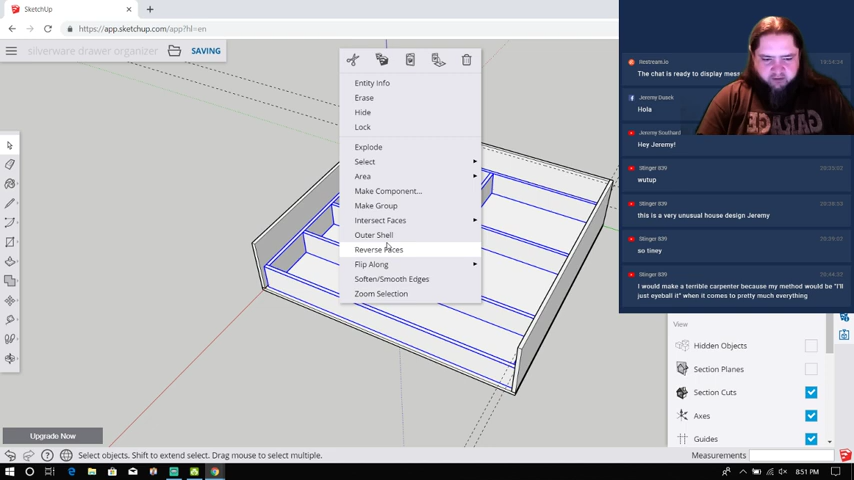 SketchUp
https://app.sketchup.com/app?hl=en
silverware drawer organizer
SAVING
Entity Info
Erase
Hide
Lock
Explode
Select
Area
Make Component...
Make Group
Intersect Faces
Outer Shell
Reverse Faces
Flip Along
Soften/Smooth Edges
Zoom Selection
Restream.io
The chat is ready to display mess
Jeremy Dueck
Hola
Jeremy Southard
Hey Jeremy!
Stinger 839
wutup
Stinger 839
this is a very unusual house design Jeremy
Stinger 839
so tiney
Stinger 839
I would make a terrible carpenter because my method would be "I'll
just eyeball it" when it comes to pretty much everything
View
Hidden Objects
Section Planes
Section Cuts
Axes
Guides
Upgrade Now
Select objects. Shift to extend select. Drag mouse to select multiple.
Measurements
8:51 PM